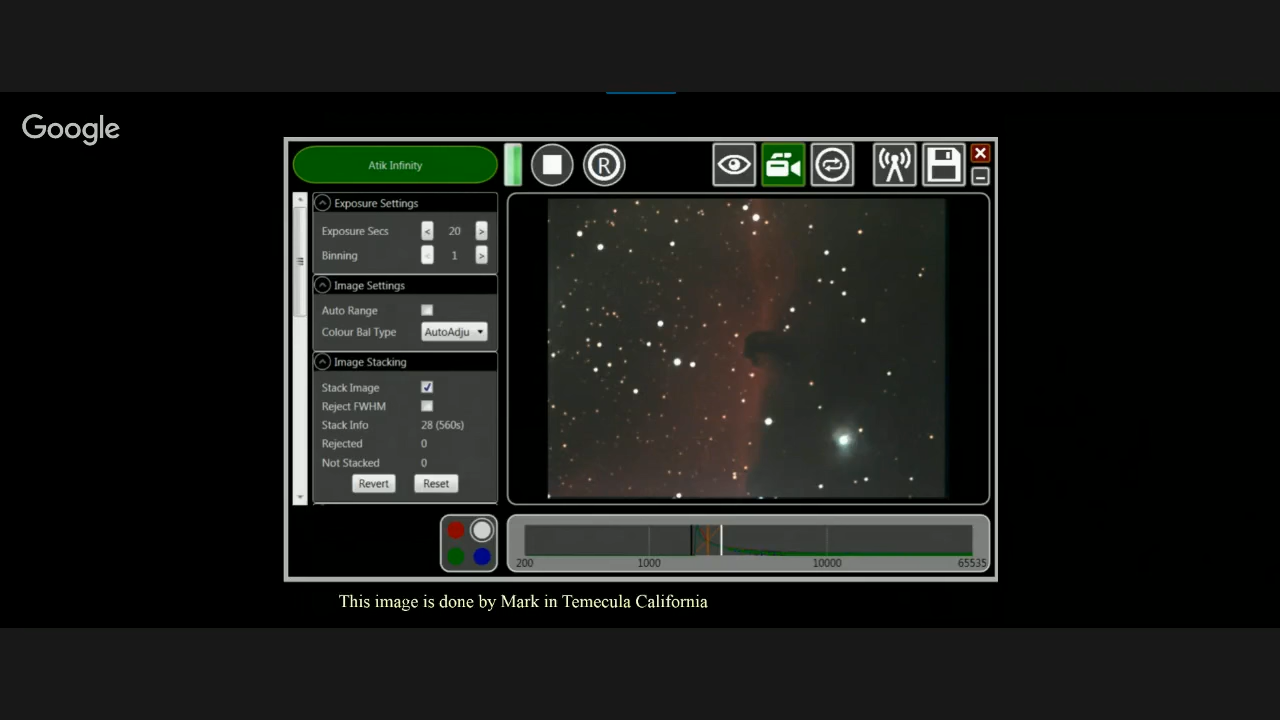 Google
Atik Infinity
R
Exposure Settings
Exposure Secs < 20 >
Binning < 1 >
Image Settings
Auto Range
Colour Bal Type AutoAdju
Image Stacking
Stack Image
Reject FWHM
Stack Info 28 (560s)
Rejected 0
Not Stacked 0
Revert Reset
200 1000 10000 65535
This image is done by Mark in Temecula California